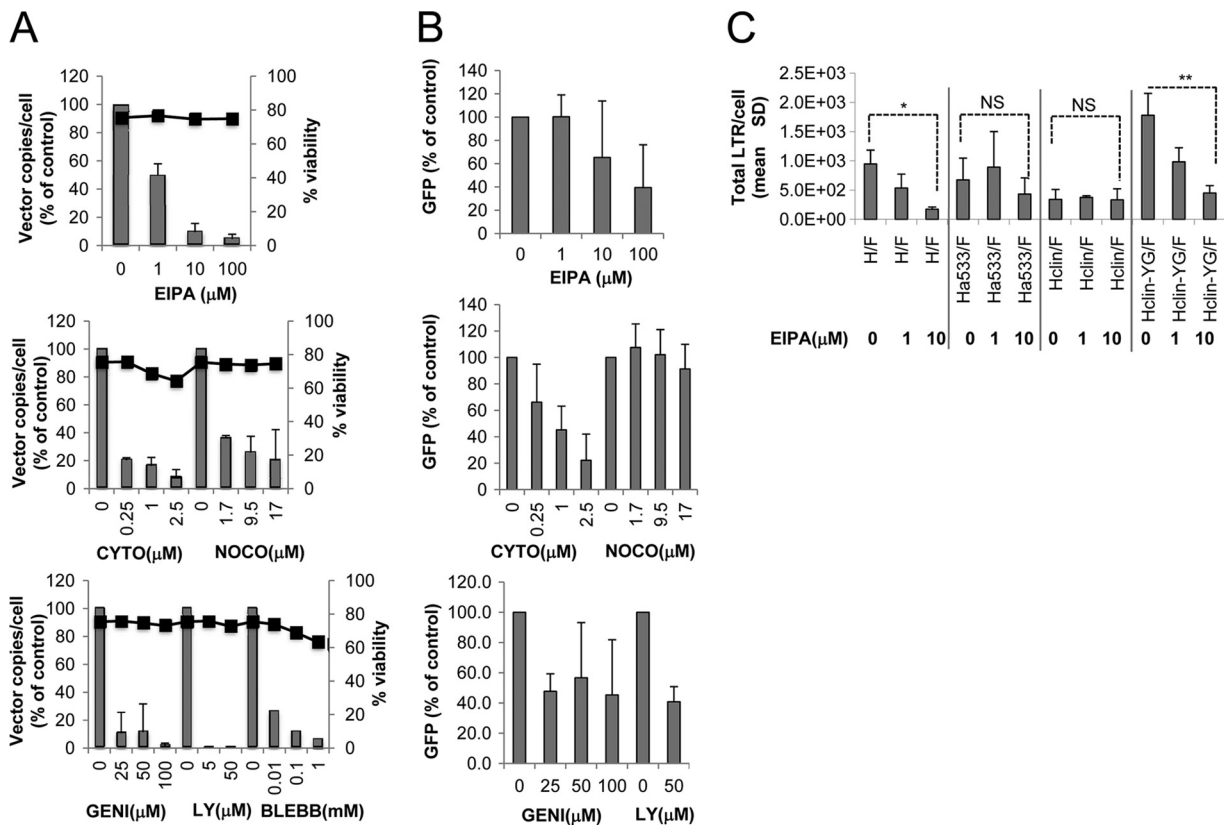 A
Vector copies/cell
(% of control)
120
100
80
60
40
20
0
100
80
60
40
20
0
% viability
0 1 10 100
EIPA (μM)
Vector copies/cell
(% of control)
120
100
80
60
40
20
0
100
80
60
40
20
0
% viability
0 0.25 1 2.5 0 1.7 9.5 17
CYTO(μM) NOCO(μM)
Vector copies/cell
(% of control)
120
100
80
60
40
20
0
100
80
60
40
20
0
% viability
0 25 50 100 0 5 50 0 0.01 0.1 1
GENI(μM) LY(μM) BLEBB(mM)
B
GFP (% of control)
140
120
100
80
60
40
20
0
0 1 10 100
EIPA (μM)
GFP (% of control)
140
120
100
80
60
40
20
0
0 0.25 1 2.5 0 1.7 9.5 17
CYTO(μM) NOCO(μM)
GFP (% of control)
120.0
100.0
80.0
60.0
40.0
20.0
0.0
0 25 50 100 0 50
GENI(μM) LY(μM)
C
Total LTR/cell
(mean SD)
2.5E+03
2.0E+03
1.5E+03
1.0E+03
5.0E+02
0.0E+00
* NS NS **
H/F H/F H/F Ha533/F Ha533/F Ha533/F Hclin/F Hclin/F Hclin/F Hclin-YG/F Hclin-YG/F Hclin-YG/F
EIPA(μM) 0 1 10 0 1 10 0 1 10 0 1 10